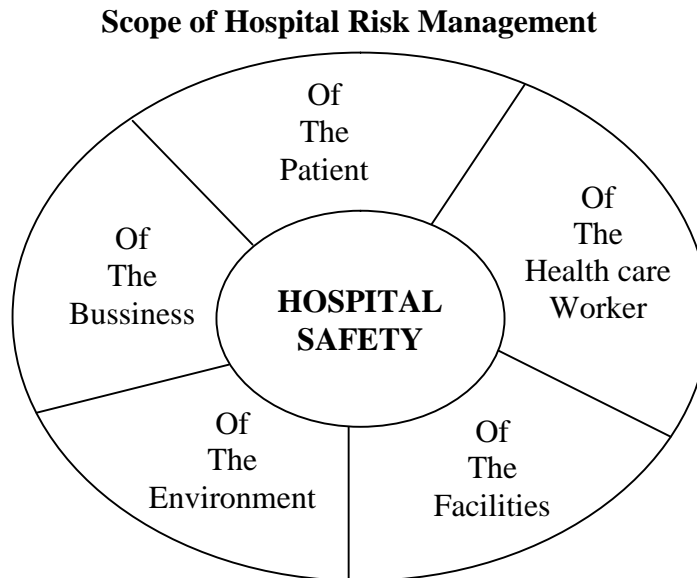 Scope of Hospital Risk Management
Of
The
Patient
Of
The
Health care
Worker
Of
The
Bussiness
HOSPITAL
SAFETY
Of
The
Environment
Of
The
Facilities